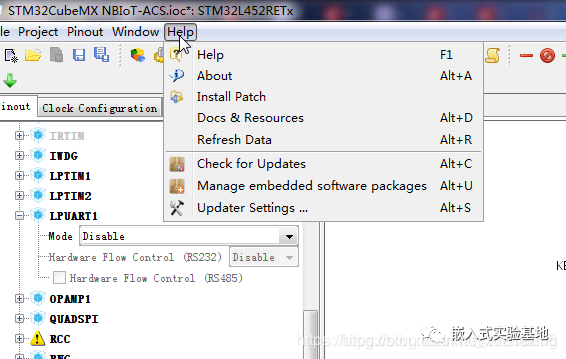 STM32CubeMX NBIoT-ACS.ioc*: STM32L452RETx
le Project Pinout Window Help
Help F1
About Alt+A
Install Patch
Docs & Resources Alt+D
Refresh Data Alt+R
Check for Updates Alt+C
Manage embedded software packages Alt+U
Updater Settings ... Alt+S
inout Clock Configuration
IRTIM
IWDG
LPTIM1
LPTIM2
LPUART1
Mode Disable
Hardware Flow Control (RS232) Disable
Hardware Flow Control (RS485)
OPAMP1
QUADSPI
RCC
RNG
KE
嵌入式实验基地